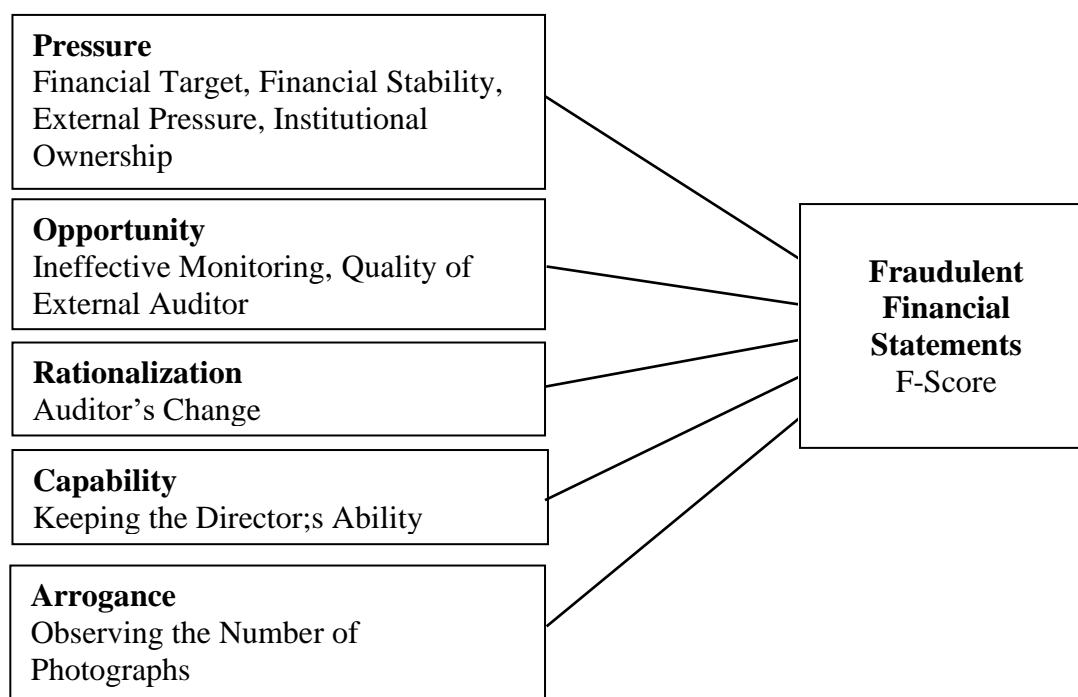 Pressure
Financial Target, Financial Stability,
External Pressure, Institutional
Ownership
Opportunity
Ineffective Monitoring, Quality of
External Auditor
Rationalization
Auditor’s Change
Capability
Keeping the Director;s Ability
Arrogance
Observing the Number of
Photographs
Fraudulent
Financial
Statements
F-Score